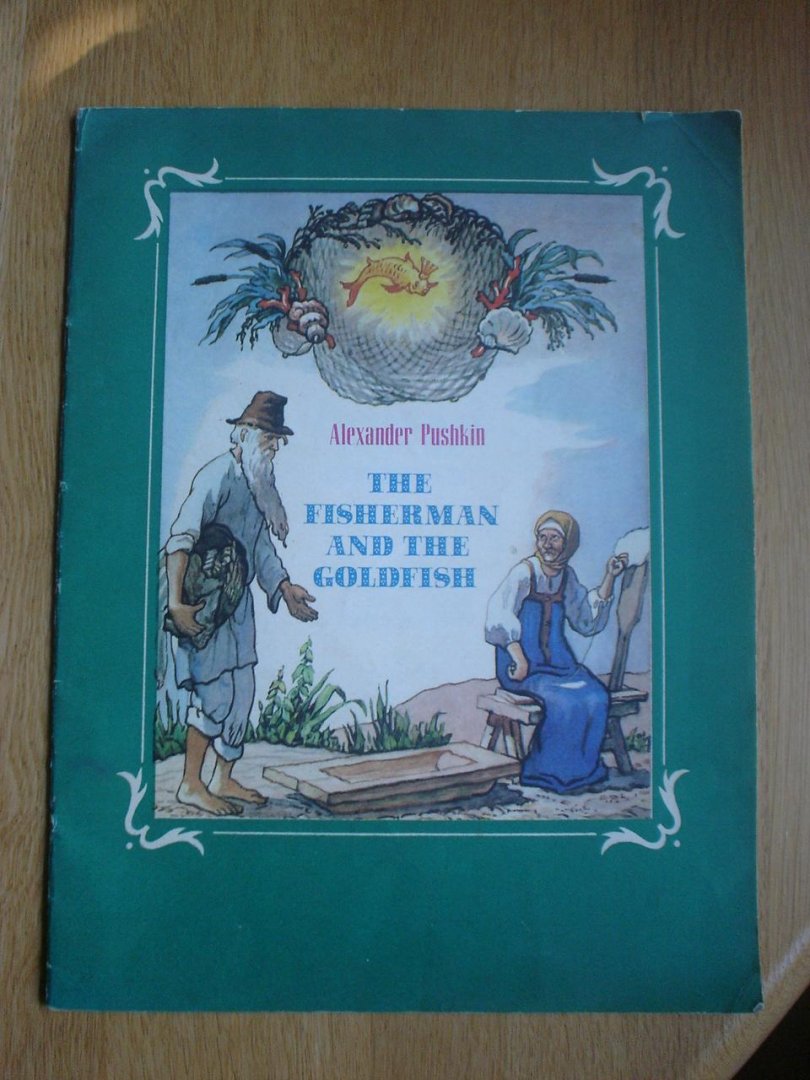 Alexander Pushkin
THE
FISHERMAN
AND THE
GOLDFISH